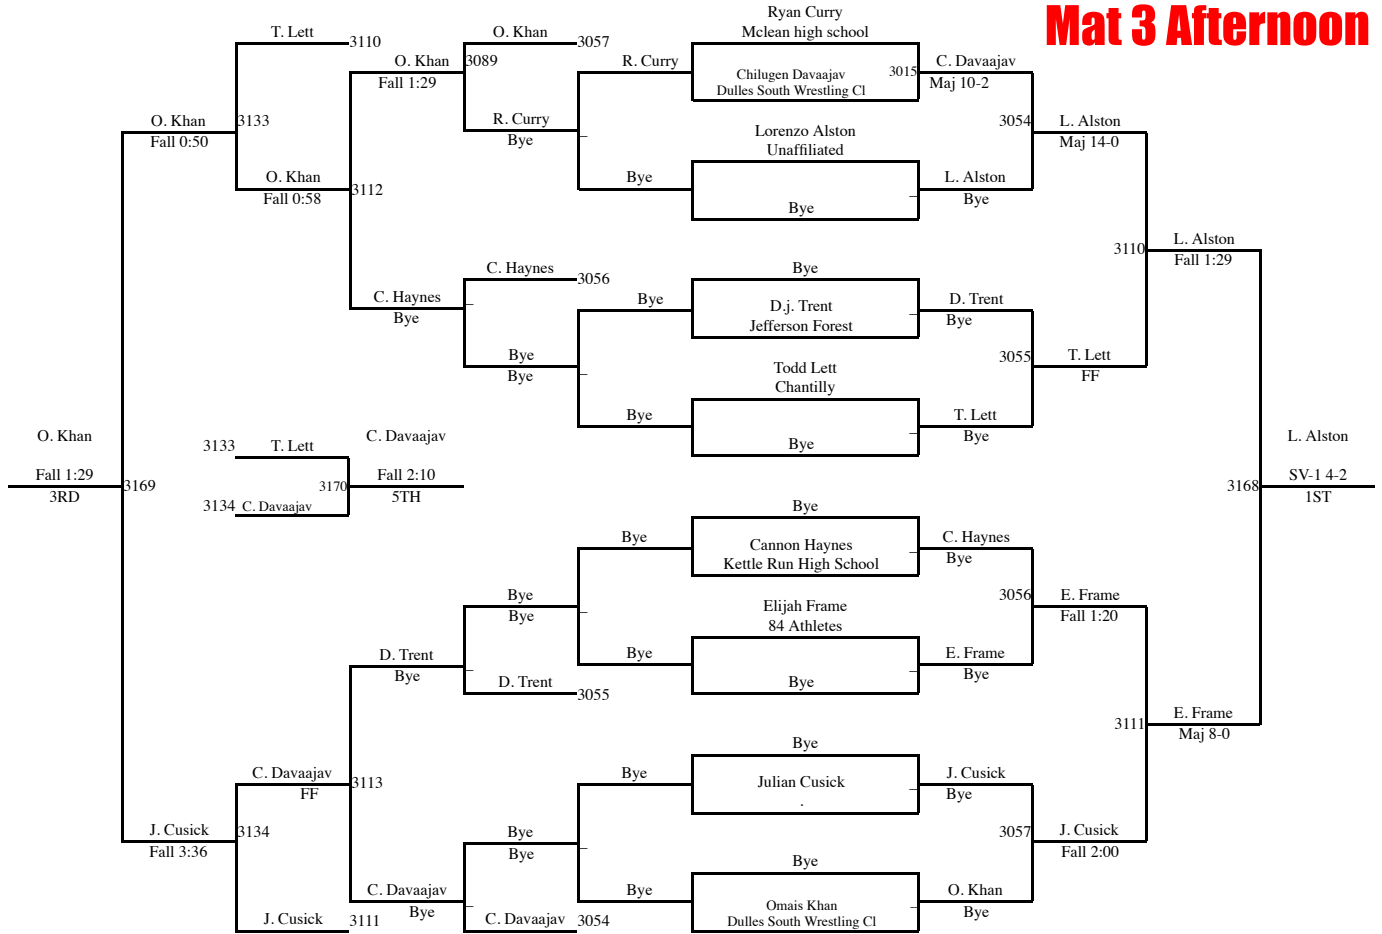 Mat 3 Afternoon
Ryan Curry
Mclean high school
T. Lett
3110
O. Khan
3057
O. Khan
3089
Fall 1:29
R. Curry
Chilugen Davaajav
Dulles South Wrestling Cl
3015
C. Davaajav
Maj 10-2
O. Khan
Fall 0:50
3133
R. Curry
Bye
Lorenzo Alston
Unaffiliated
3054
L. Alston
Maj 14-0
O. Khan
Fall 0:58
3112
Bye
Bye
L. Alston
Bye
3110
L. Alston
Fall 1:29
C. Haynes
3056
Bye
C. Haynes
Bye
Bye
D.j. Trent
Jefferson Forest
D. Trent
Bye
Bye
Bye
Todd Lett
Chantilly
3055
T. Lett
FF
Bye
Bye
T. Lett
Bye
O. Khan
Fall 1:29
3RD
3169
3133
T. Lett
3134
C. Davaajav
3170
C. Davaajav
Fall 2:10
5TH
3168
L. Alston
SV-1 4-2
1ST
Bye
Bye
Cannon Haynes
Kettle Run High School
C. Haynes
Bye
Bye
Bye
Elijah Frame
84 Athletes
3056
E. Frame
Fall 1:20
D. Trent
Bye
Bye
Bye
E. Frame
Bye
D. Trent
3055
3111
E. Frame
Maj 8-0
Bye
C. Davaajav
FF
3113
Bye
Julian Cusick
.
J. Cusick
Bye
J. Cusick
Fall 3:36
3134
Bye
Bye
3057
J. Cusick
Fall 2:00
Bye
C. Davaajav
Bye
Bye
Omais Khan
Dulles South Wrestling Cl
O. Khan
Bye
J. Cusick
3111
C. Davaajav
3054